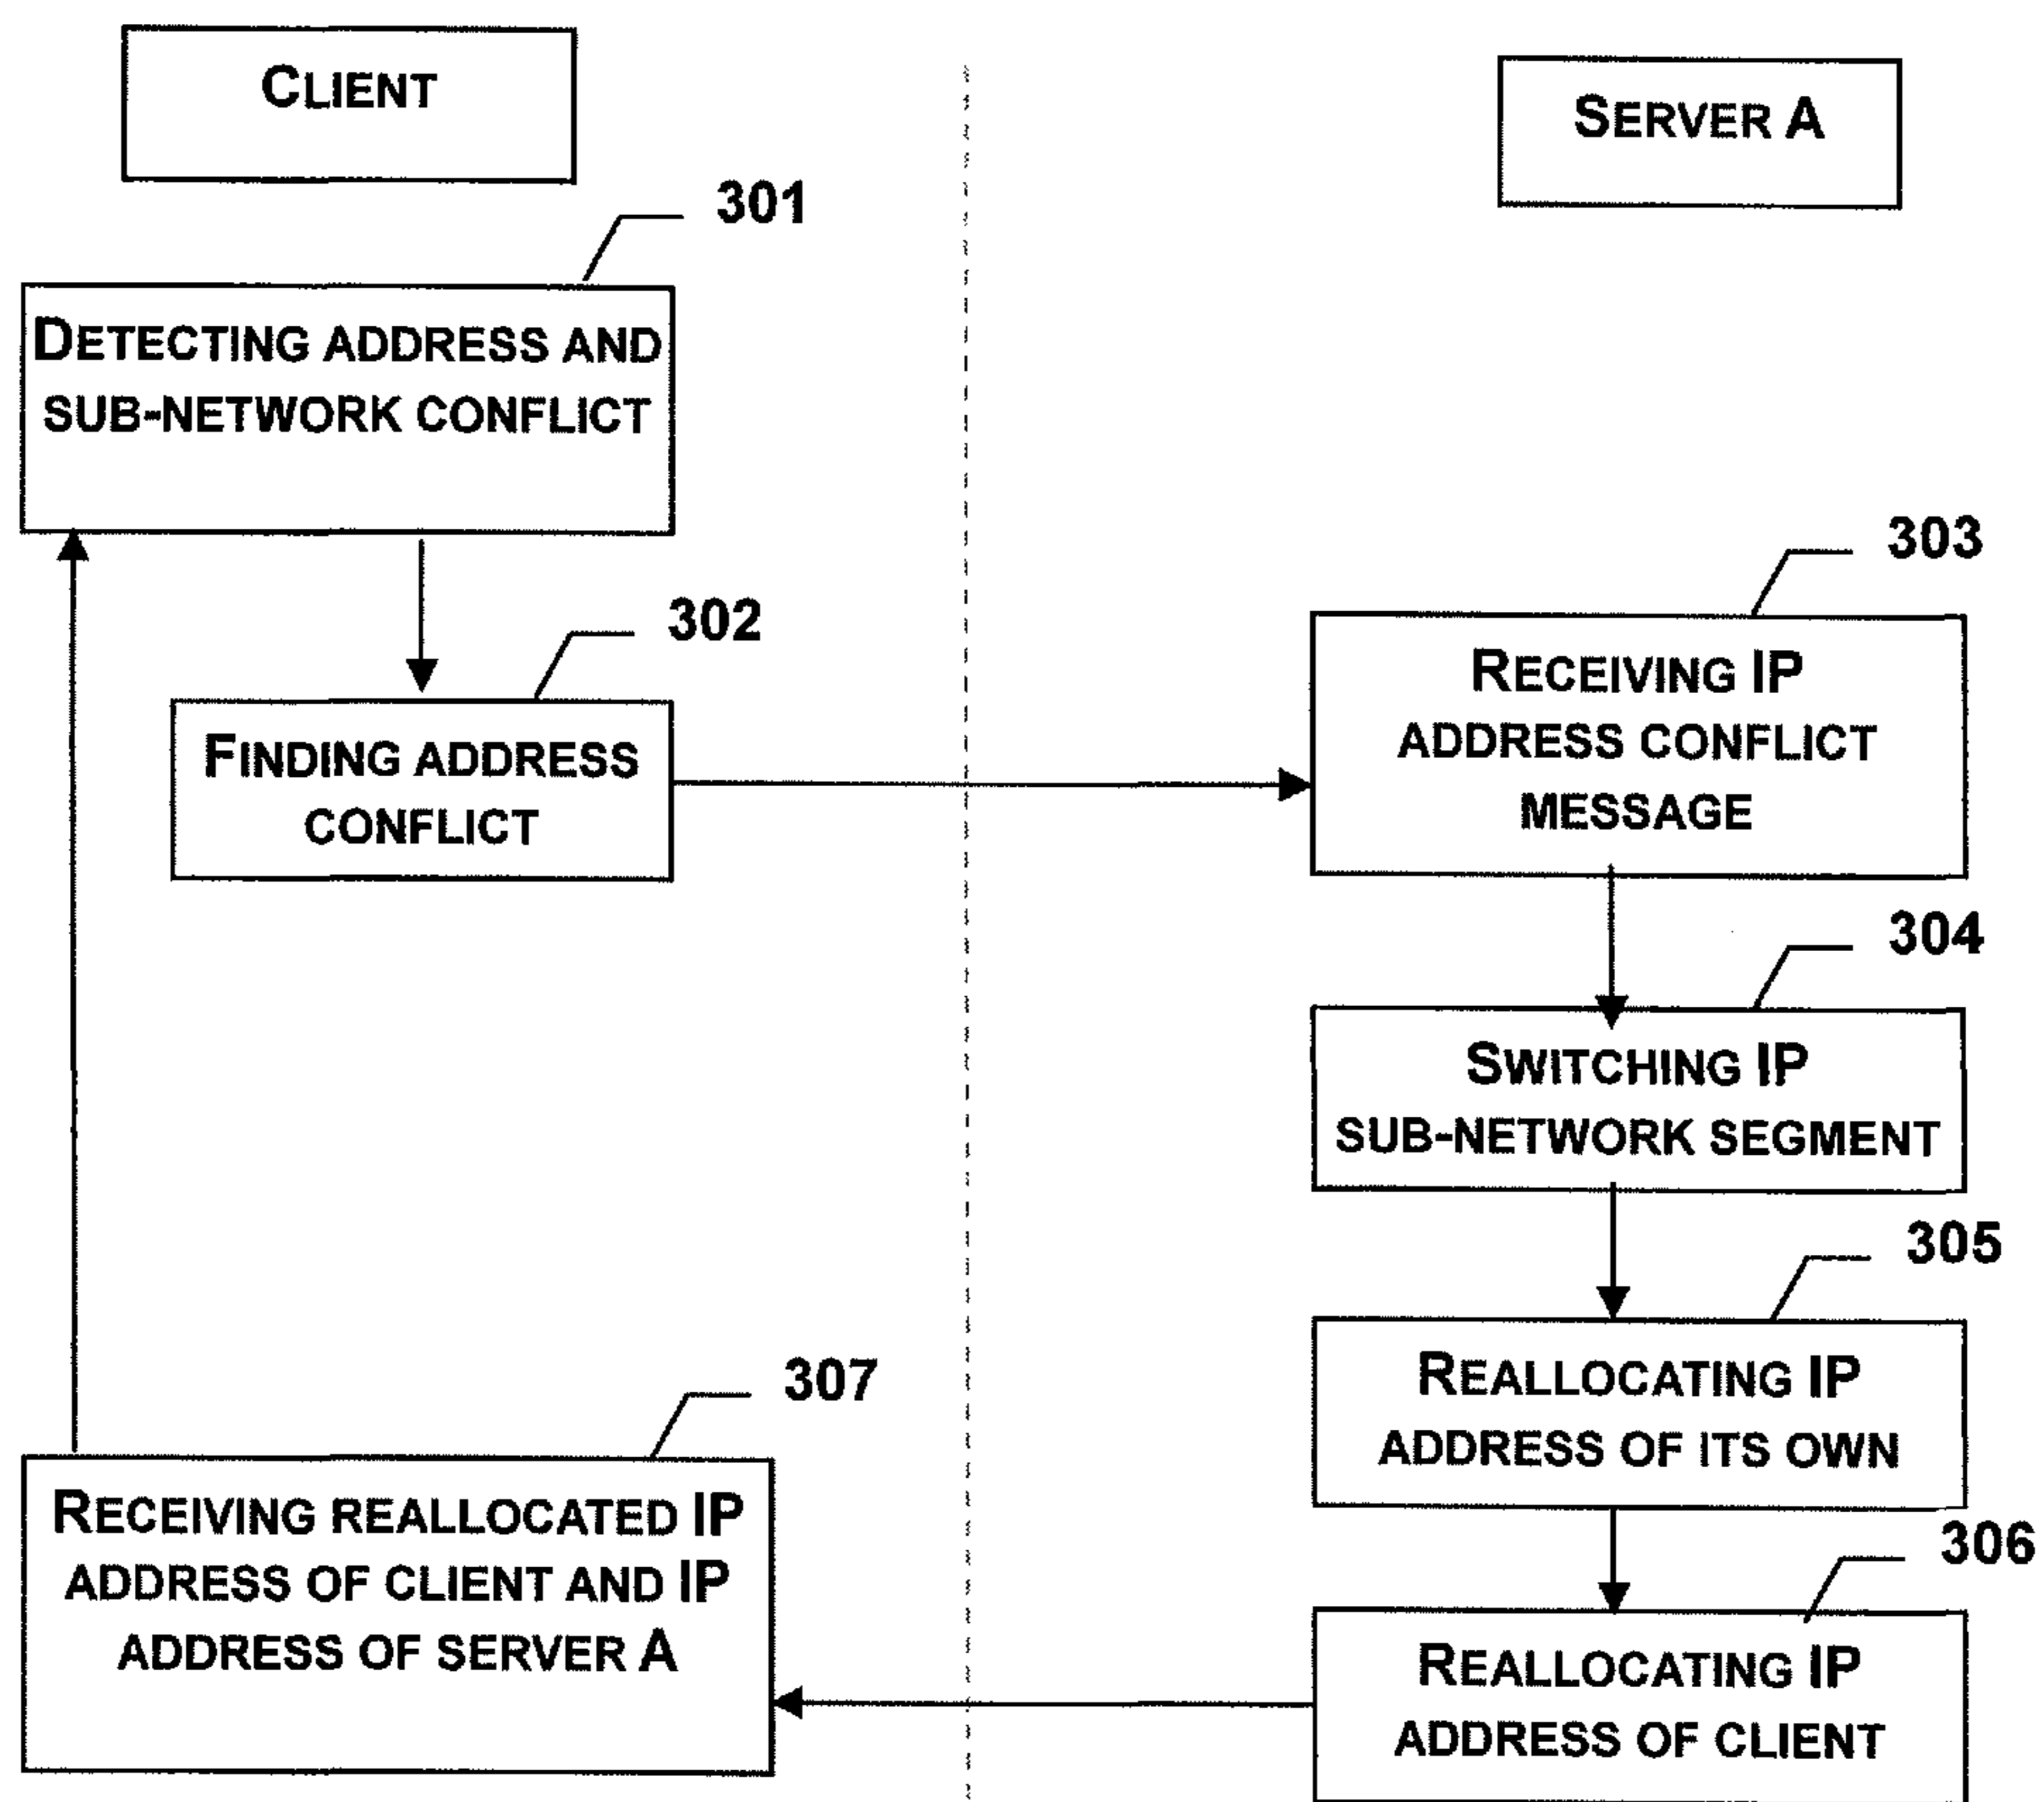 CLIENT
SERVER A
301
DETECTING ADDRESS AND
SUB-NETWORK CONFLICT
302
FINDING ADDRESS
CONFLICT
303
RECEIVING IP
ADDRESS CONFLICT
MESSAGE
304
SWITCHING IP
SUB-NETWORK SEGMENT
305
REALLOCATING IP
ADDRESS OF ITS OWN
306
REALLOCATING IP
ADDRESS OF CLIENT
307
RECEIVING REALLOCATED IP
ADDRESS OF CLIENT AND IP
ADDRESS OF SERVER A